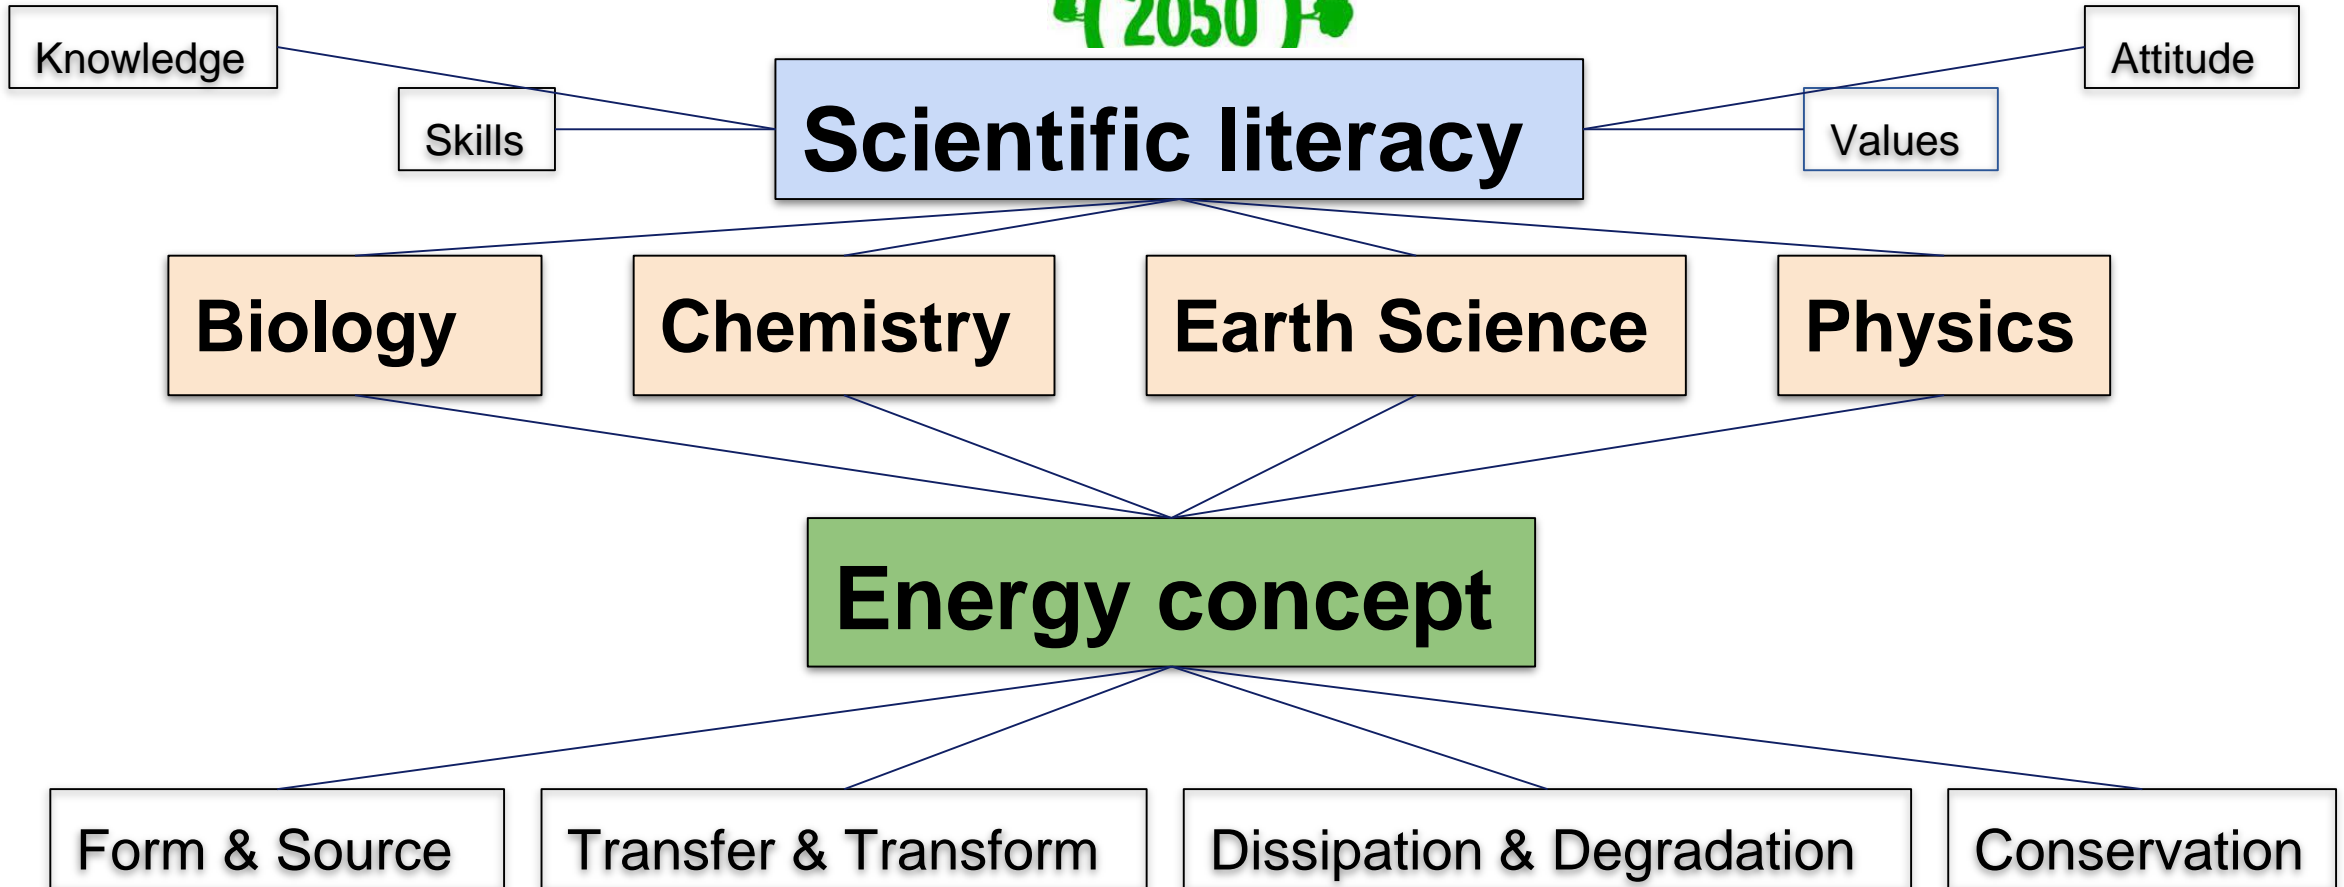 ( 2050 )
Knowledge
Attitude
Skills
Scientific literacy
Values
Biology
Chemistry
Earth Science
Physics
Energy concept
Form & Source
Transfer & Transform
Dissipation & Degradation
Conservation